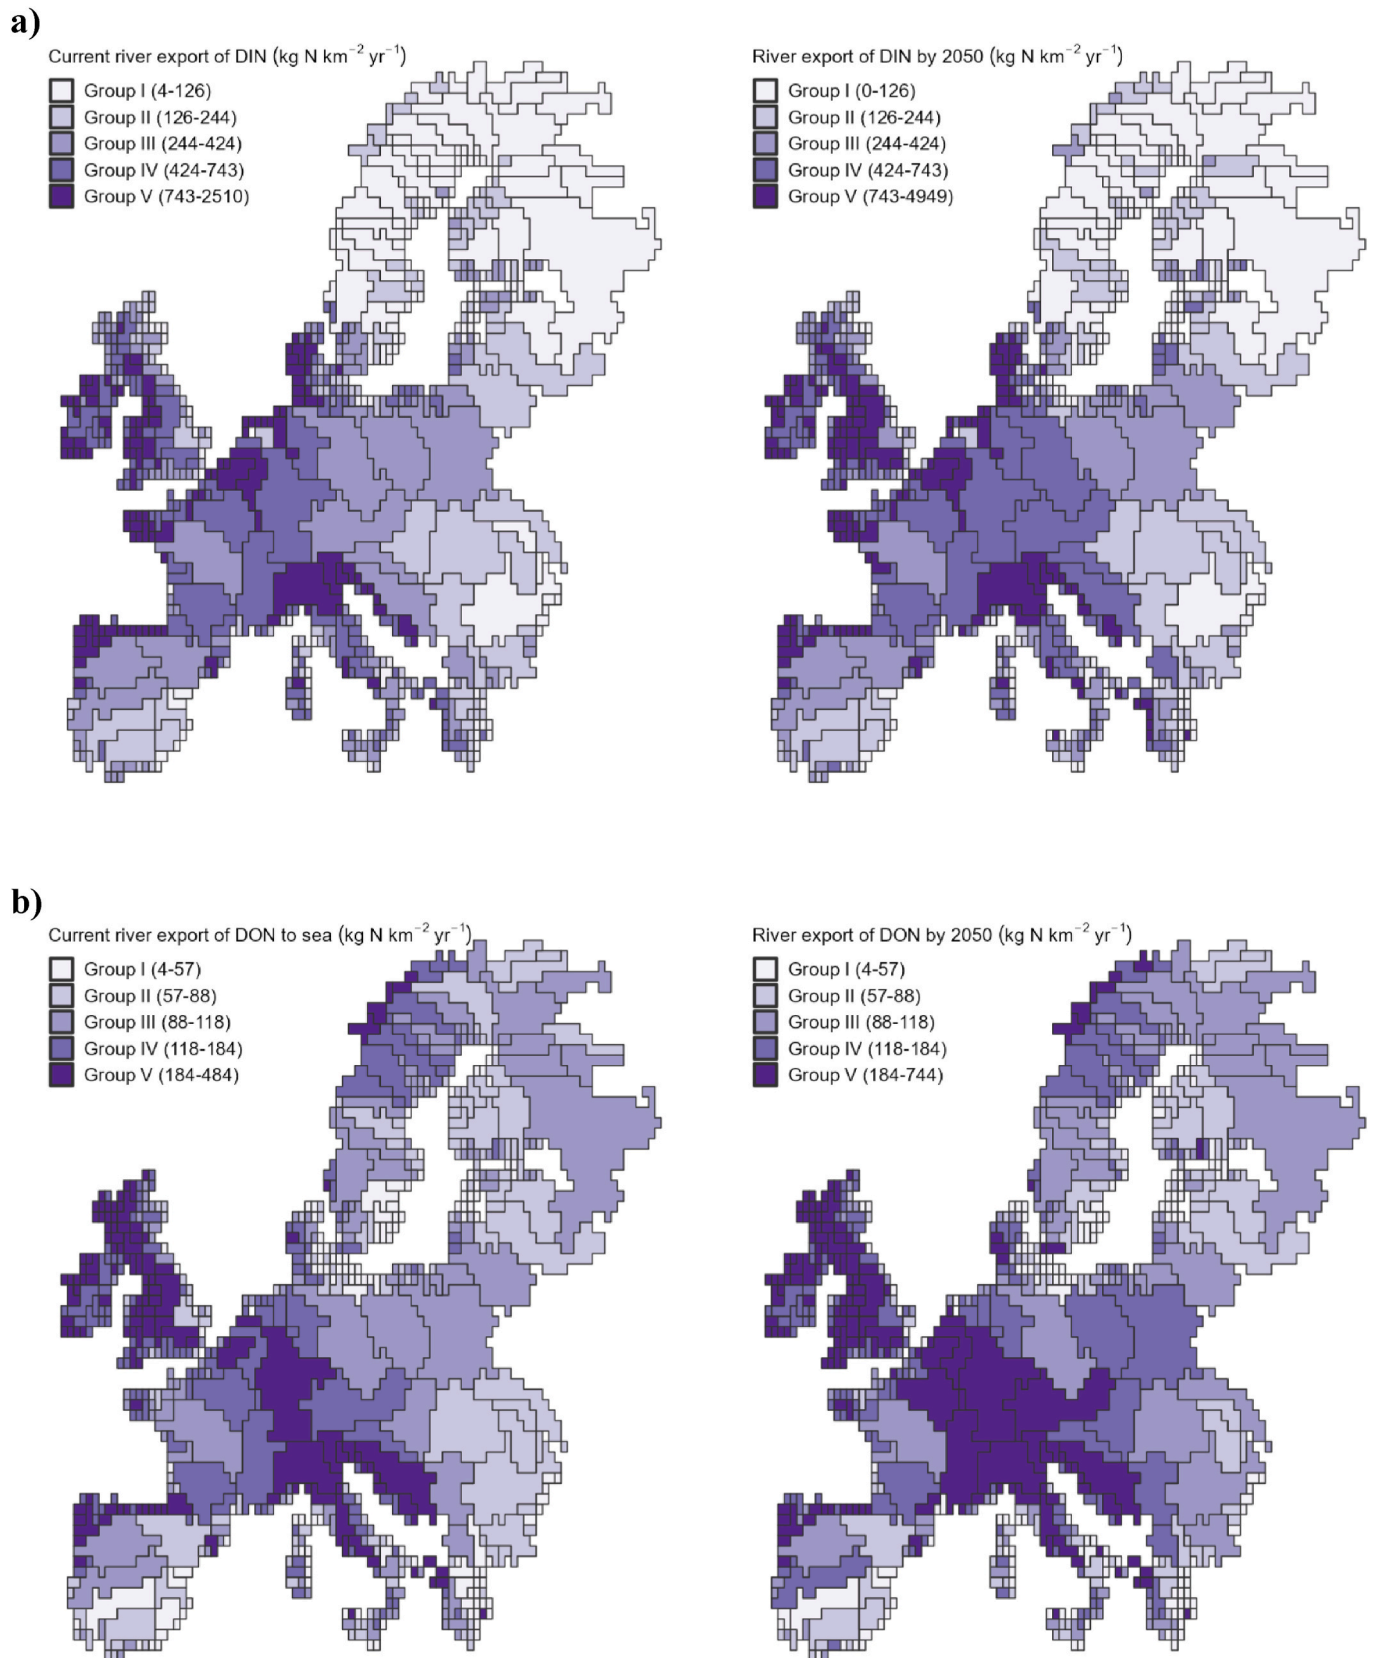 a)
Current river export of DIN (kg N km⁻² yr⁻¹)
Group I (4-126)
Group II (126-244)
Group III (244-424)
Group IV (424-743)
Group V (743-2510)
River export of DIN by 2050 (kg N km⁻² yr⁻¹)
Group I (0-126)
Group II (126-244)
Group III (244-424)
Group IV (424-743)
Group V (743-4949)
b)
Current river export of DON to sea (kg N km⁻² yr⁻¹)
Group I (4-57)
Group II (57-88)
Group III (88-118)
Group IV (118-184)
Group V (184-484)
River export of DON by 2050 (kg N km⁻² yr⁻¹)
Group I (4-57)
Group II (57-88)
Group III (88-118)
Group IV (118-184)
Group V (184-744)